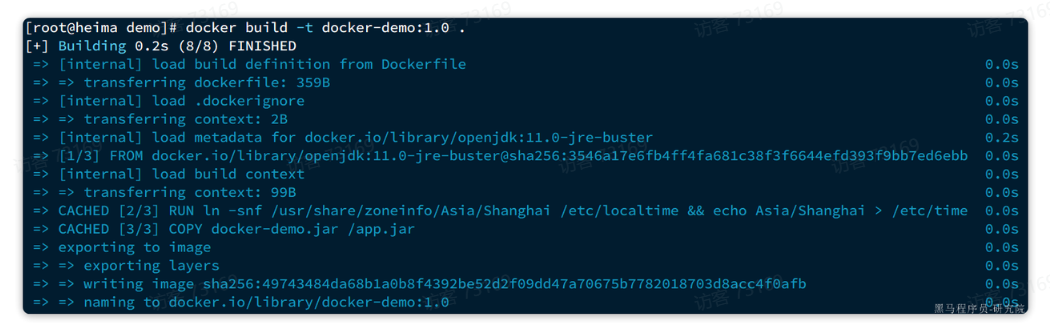 [root@heima demo]# docker build -t docker-demo:1.0 .
[+] Building 0.2s (8/8) FINISHED
=> [internal] load build definition from Dockerfile 0.0s
=> => transferring dockerfile: 359B 0.0s
=> [internal] load .dockerignore 0.0s
=> => transferring context: 2B 0.0s
=> [internal] load metadata for docker.io/library/openjdk:11.0-jre-buster 0.2s
=> [1/3] FROM docker.io/library/openjdk:11.0-jre-buster@sha256:3546a17e6fb4ff4fa681c38f3f6644efd393f9bb7ed6ebb 0.0s
=> [internal] load build context 0.0s
=> => transferring context: 99B 0.0s
=> CACHED [2/3] RUN ln -snf /usr/share/zoneinfo/Asia/Shanghai /etc/localtime && echo Asia/Shanghai > /etc/time 0.0s
=> CACHED [3/3] COPY docker-demo.jar /app.jar 0.0s
=> exporting to image 0.0s
=> => exporting layers 0.0s
=> => writing image sha256:49743484da68b1a0b8f4392be52d2f09dd47a70675b7782018703d8acc4f0afb 0.0s
=> => naming to docker.io/library/docker-demo:1.0 0.0s
黑马程序员-研究院
访客 73169